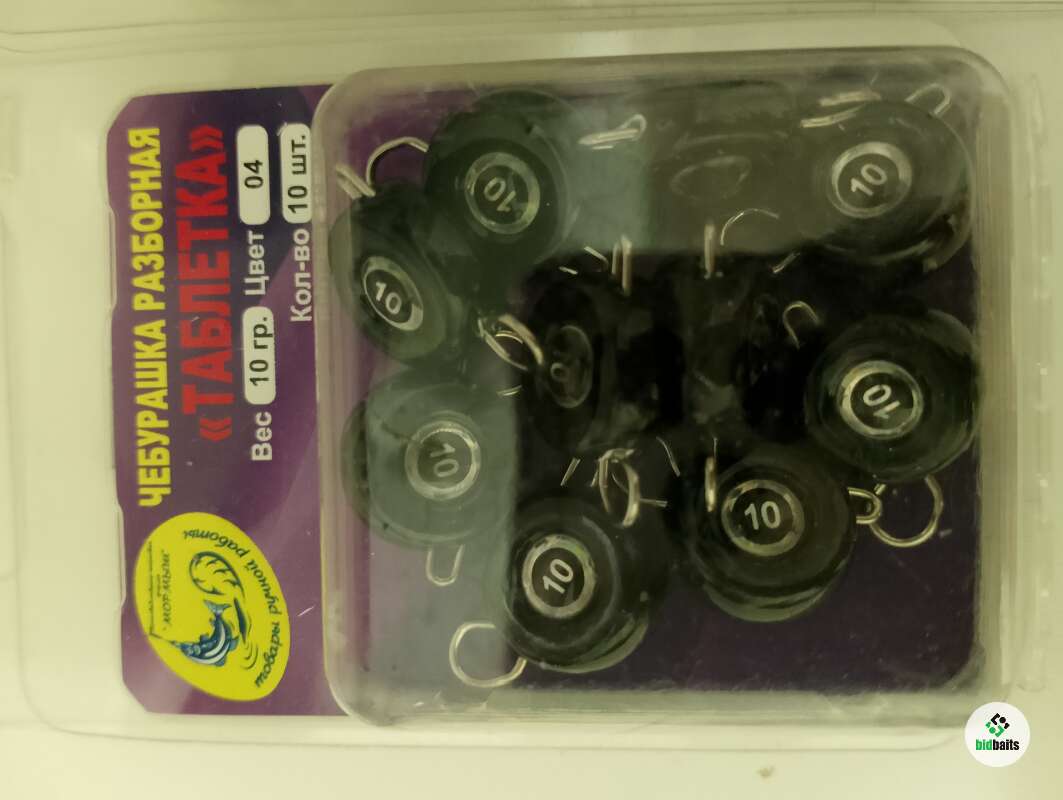 ЧЕБУРАШКА РАЗБОРНАЯ
«ТАБЛЕТКА»
Вес 10 гр. Цвет 04
Кол-во 10 шт.
"МОРМЫШ"
товары ручной работы
10
10
10
10
10
10
10
10
bidbaits